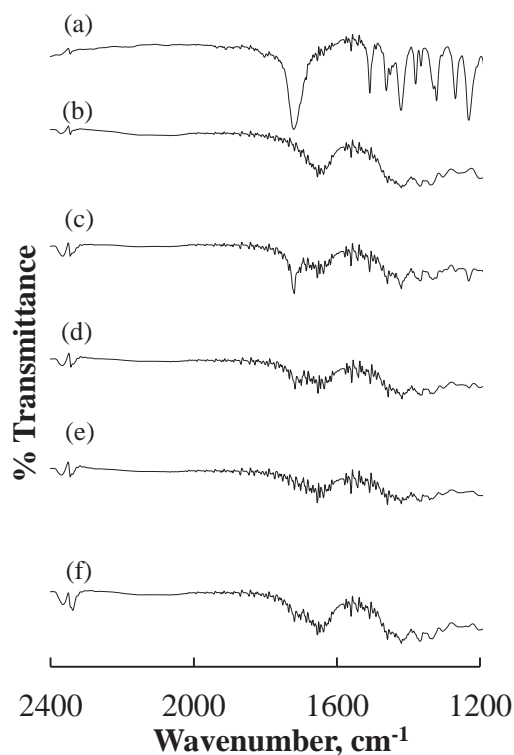 (a)
(b)
(c)
(d)
(e)
(f)
% Transmittance
2400 2000 1600 1200
Wavenumber, cm-1